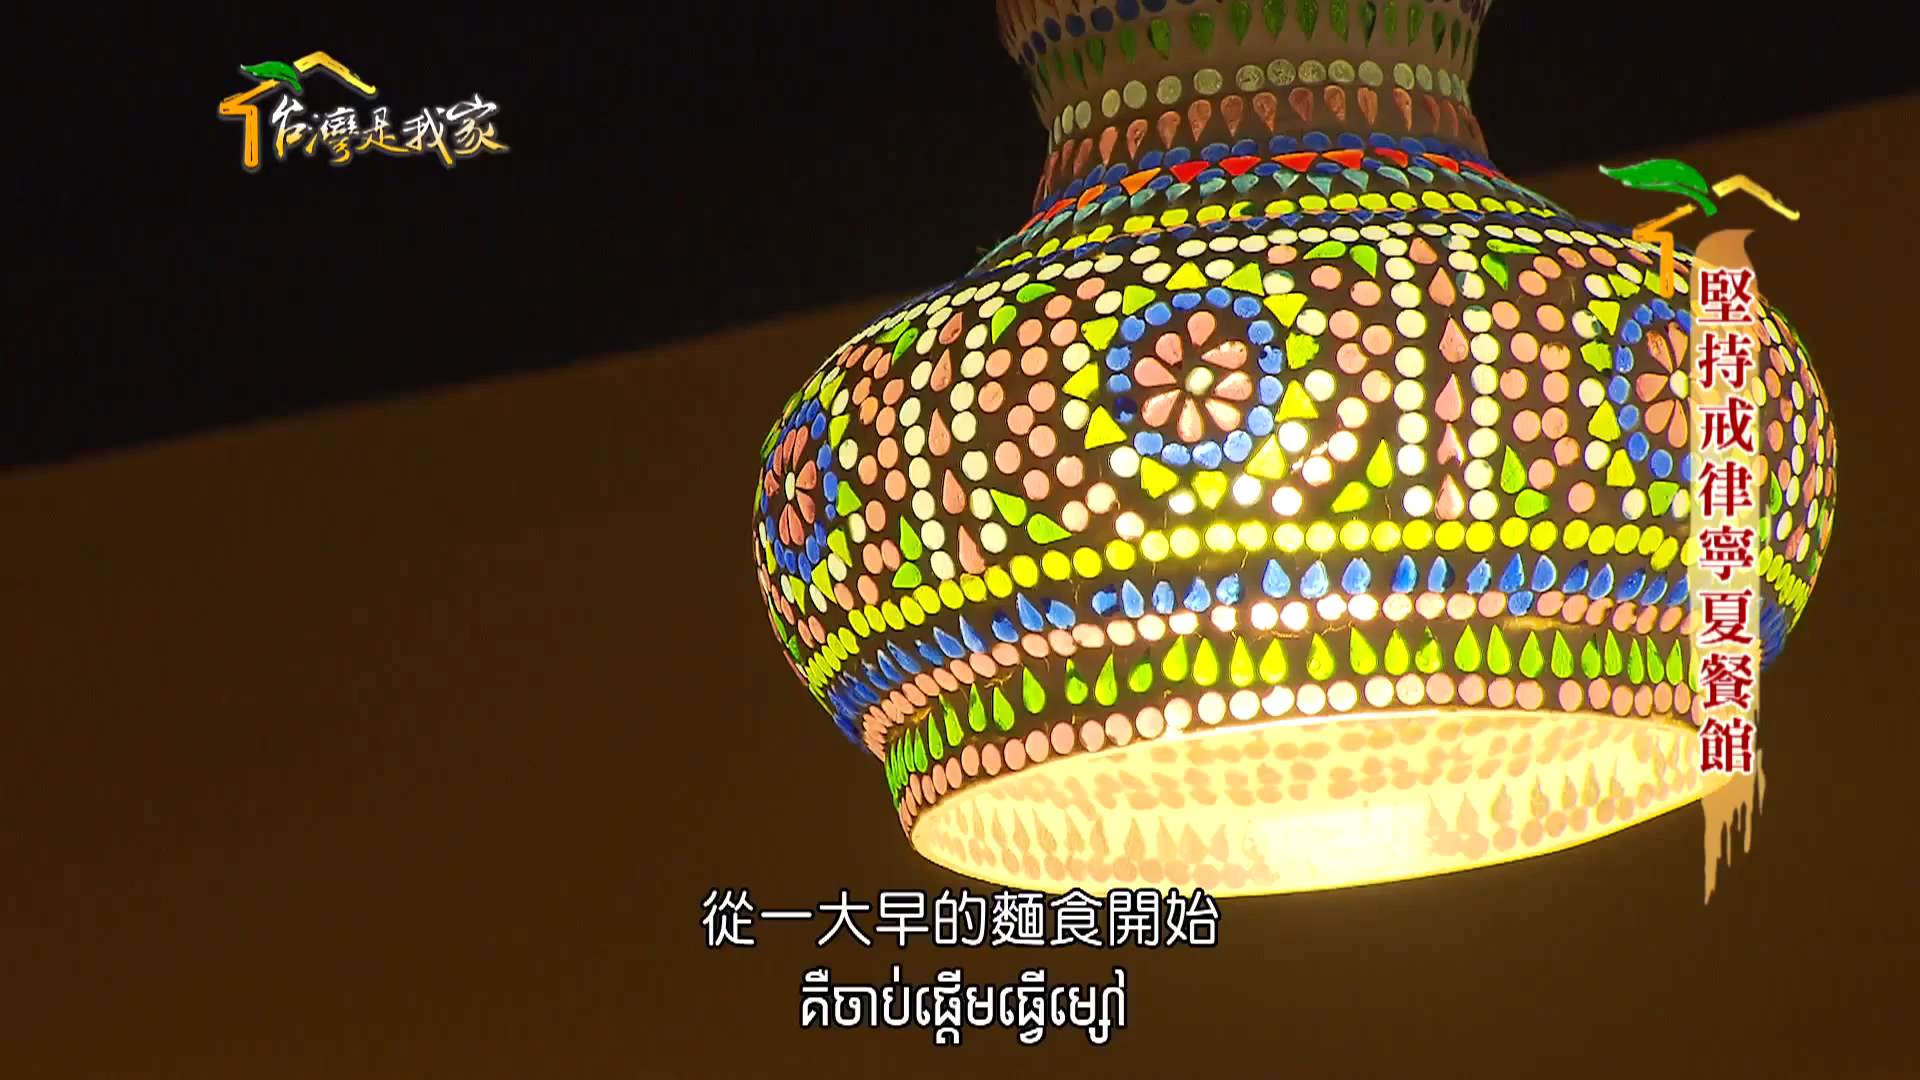 台灣是我家
堅持戒律寧夏餐館
從一大早的麵食開始
គឺចាប់ផ្តើមធ្វើម្សៅ